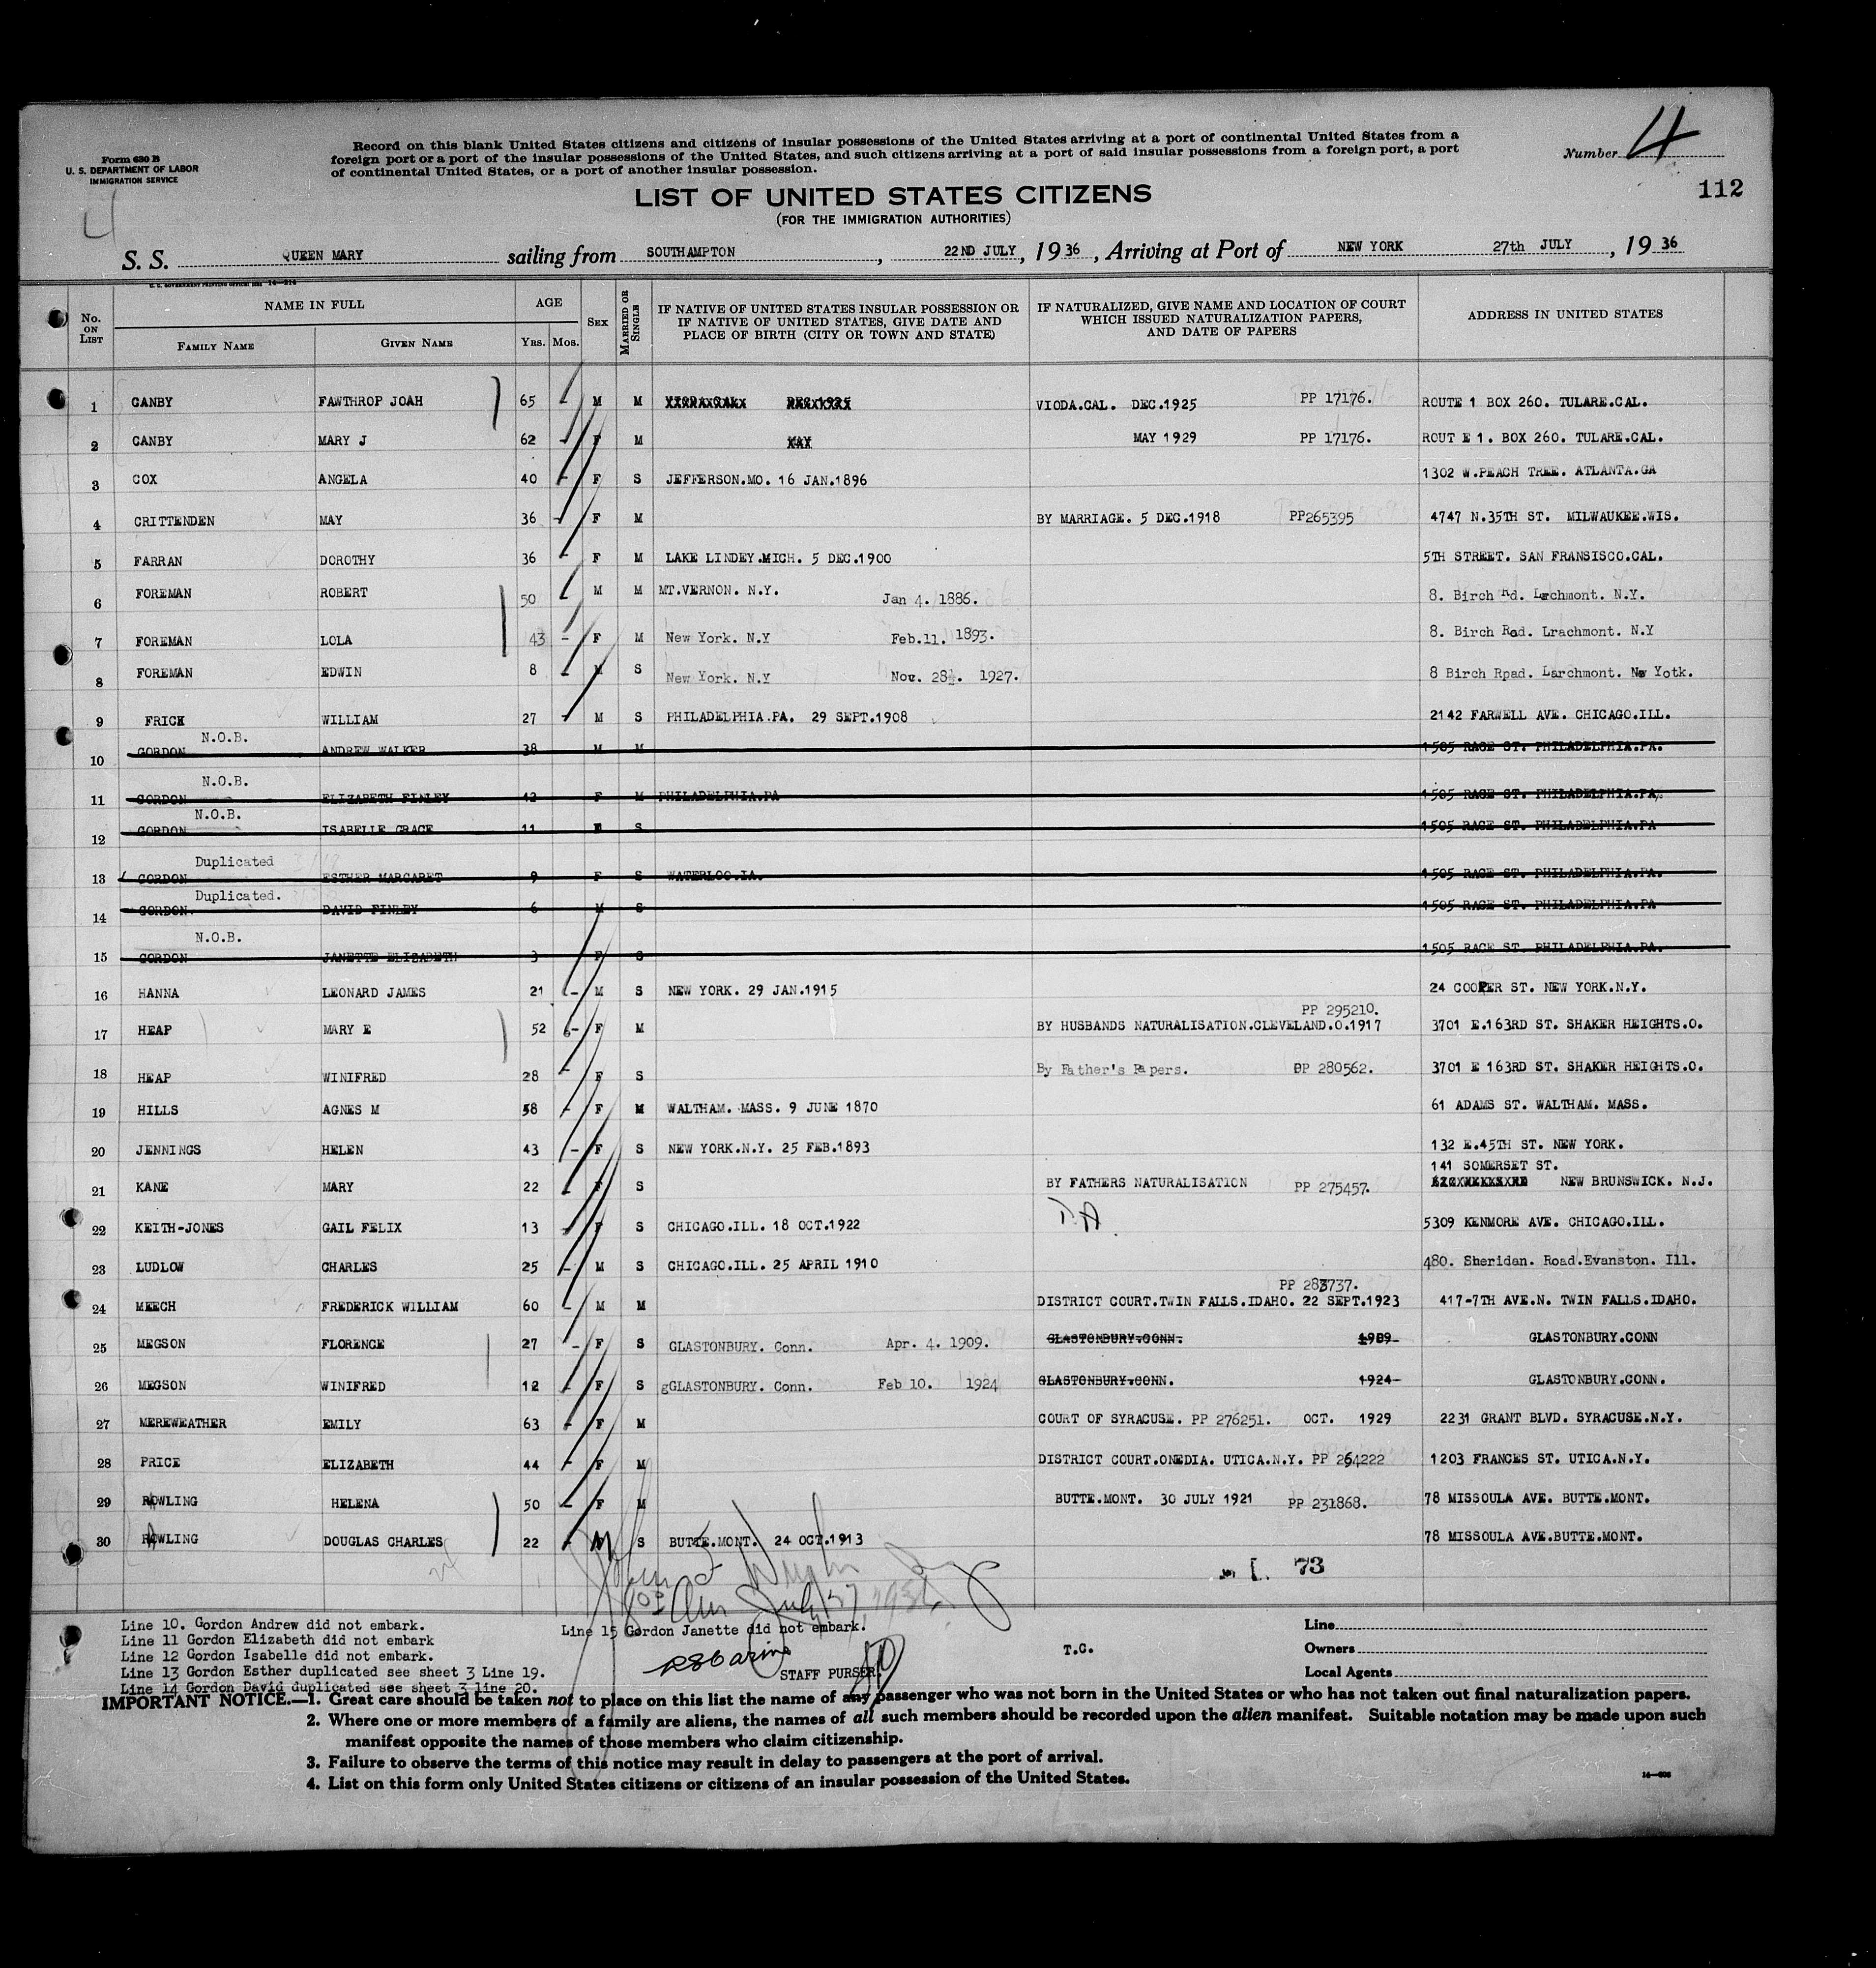 Form 630 B
U. S. DEPARTMENT OF LABOR
IMMIGRATION SERVICE
Record on this blank United States citizens and citizens of insular possessions of the United States arriving at a port of continental United States from a
foreign port or a port of the insular possessions of the United States, and such citizens arriving at a port of said insular possessions from a foreign port, a port
of continental United States, or a port of another insular possession.
Number 4
112
4
LIST OF UNITED STATES CITIZENS
(FOR THE IMMIGRATION AUTHORITIES)
S. S. QUEEN MARY sailing from SOUTHAMPTON, 22ND JULY, 1936, Arriving at Port of NEW YORK 27th JULY, 1936
No. ON LIST NAME IN FULL FAMILY NAME GIVEN NAME AGE YRS. MOS. SEX MARRIED OR SINGLE IF NATIVE OF UNITED STATES INSULAR POSSESSION OR IF NATIVE OF UNITED STATES, GIVE DATE AND PLACE OF BIRTH (CITY OR TOWN AND STATE) IF NATURALIZED, GIVE NAME AND LOCATION OF COURT WHICH ISSUED NATURALIZATION PAPERS, AND DATE OF PAPERS ADDRESS IN UNITED STATES
1 CANBY FAWTHROP JOAH 65 M M VIODA.CAL. DEC.1925 PP 17176. ROUTE 1 BOX 260. TULARE.CAL.
2 CANBY MARY J 62 - F M MAY 1929 PP 17176. ROUT E 1. BOX 260. TULARE.CAL.
3 COX ANGELA 40 - F S JEFFERSON.MO. 16 JAN.1896 1302 W.PEACH TREE. ATLANTA.GA
4 CRITTENDEN MAY 36 - F M BY MARRIAGE. 5 DEC.1918 PP265395 4747 N.35TH ST. MILWAUKEE.WIS.
5 FARRAN DOROTHY 36 - F M LAKE LINDEY.MICH. 5 DEC.1900 5TH STREET. SAN FRANSISCO.CAL.
6 FOREMAN ROBERT 50 M M MT.VERNON. N.Y. Jan 4. 1886. 8. Birch Rd. Lrchmont. N.Y.
7 FOREMAN LOLA 43 - F M New York. N.Y Feb.11. 1893. 8. Birch Road. Lrachmont. N.Y
8 FOREMAN EDWIN 8 - M S New York. N.Y Nov. 28. 1927. 8 Birch Rpad. Larchmont. New Yotk.
9 FRICK WILLIAM 27 - M S PHILADELPHIA.PA. 29 SEPT.1908 2142 FARWELL AVE. CHICAGO.ILL.
N.O.B.
10 GORDON ANDREW WALKER 38 M M 1505 RACE ST. PHILADELPHIA.PA.
N.O.B.
11 GORDON ELIZABETH FINLEY 42 F M PHILADELPHIA.PA 1505 RACE ST. PHILADELPHIA.PA
N.O.B.
12 GORDON ISABELLE GRACE 11 S 1505 RACE ST. PHILADELPHIA.PA
Duplicated
13 GORDON ESTHER MARGARET 9 F S WATERLOO.IA. 1505 RACE ST. PHILADELPHIA.PA.
Duplicated.
14 GORDON DAVID FINLEY 6 M S 1505 RACE ST. PHILADELPHIA.PA
N.O.B.
15 GORDON JANETTE ELIZABETH 3 F S 1505 RACE ST. PHILADELPHIA.PA.
16 HANNA LEONARD JAMES 21 - M S NEW YORK. 29 JAN.1915 24 COOPER ST. NEW YORK.N.Y.
PP 295210.
17 HEAP MARY E 52 - F M BY HUSBANDS NATURALISATION.CLEVELAND.O.1917 3701 E.163RD ST. SHAKER HEIGHTS.O.
18 HEAP WINIFRED 28 - F S By Father's Papers. PP 280562. 3701 E 163RD ST. SHAKER HEIGHTS.O.
19 HILLS AGNES M 58 - F M WALTHAM. MASS. 9 JUNE 1870 61 ADAMS ST. WALTHAM. MASS.
20 JENNINGS HELEN 43 - F S NEW YORK.N.Y. 25 FEB.1893 132 E.45TH ST. NEW YORK.
141 SOMERSET ST.
21 KANE MARY 22 - F S BY FATHERS NATURALISATION PP 275457. NEW BRUNSWICK. N.J.
22 KEITH-JONES GAIL FELIX 13 - F S CHICAGO.ILL. 18 OCT.1922 5309 KENMORE AVE. CHICAGO.ILL.
23 LUDLOW CHARLES 25 - M S CHICAGO.ILL. 25 APRIL 1910 480. Sheridan. Road.Evanston. Ill.
24 MEECH FREDERICK WILLIAM 60 - M M DISTRICT COURT.TWIN FALLS.IDAHO. 22 SEPT.1923 417-7TH AVE.N. TWIN FALLS.IDAHO.
25 MEGSON FLORENCE 27 - F S GLASTONBURY. Conn. Apr. 4. 1909. GLASTONBURY.CONN. 1909 GLASTONBURY.CONN
26 MEGSON WINIFRED 12 - F S gGLASTONBURY. Conn. Feb 10. 1924 GLASTONBURY.CONN. 1924 GLASTONBURY.CONN.
27 MEREWEATHER EMILY 63 - F M COURT OF SYRACUSE. PP 276251. OCT. 1929 2231 GRANT BLVD. SYRACUSE.N.Y.
28 PRICE ELIZABETH 44 - F M DISTRICT COURT.ONEDIA. UTICA.N.Y. PP 264222 1203 FRANCES ST. UTICA.N.Y.
29 ROWLING HELENA 50 - F M BUTTE.MONT. 30 JULY 1921 PP 231868. 78 MISSOULA AVE. BUTTE.MONT.
30 ROWLING DOUGLAS CHARLES 22 - M S BUTTE.MONT. 24 OCT.1913 78 MISSOULA AVE.BUTTE.MONT.
73
Line 10. Gordon Andrew did not embark.
Line 11 Gordon Elizabeth did not embark
Line 12 Gordon Isabelle did not embark.
Line 13 Gordon Esther duplicated see sheet 3 Line 19.
Line 14 Gordon David duplicated see sheet 3 line 20.
Line 15 Gordon Janette did not embark.
STAFF PURSER.
T.C.
Line
Owners
Local Agents
IMPORTANT NOTICE.—1. Great care should be taken not to place on this list the name of any passenger who was not born in the United States or who has not taken out final naturalization papers.
2. Where one or more members of a family are aliens, the names of all such members should be recorded upon the alien manifest. Suitable notation may be made upon such
manifest opposite the names of those members who claim citizenship.
3. Failure to observe the terms of this notice may result in delay to passengers at the port of arrival.
4. List on this form only United States citizens or citizens of an insular possession of the United States.